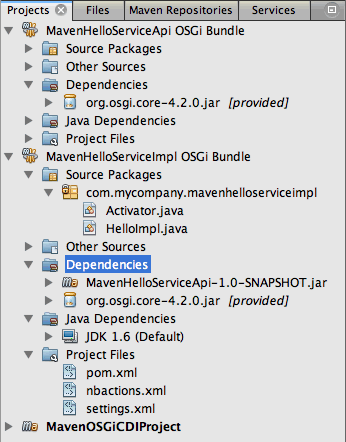 Projects
Files
Maven Repositories
Services
MavenHelloServiceApi OSGi Bundle
Source Packages
Other Sources
Dependencies
org.osgi.core-4.2.0.jar [provided]
Java Dependencies
Project Files
MavenHelloServiceImpl OSGi Bundle
Source Packages
com.mycompany.mavenhelloserviceimpl
Activator.java
HelloImpl.java
Other Sources
Dependencies
MavenHelloServiceApi-1.0-SNAPSHOT.jar
org.osgi.core-4.2.0.jar [provided]
Java Dependencies
JDK 1.6 (Default)
Project Files
pom.xml
nbactions.xml
settings.xml
MavenOSGiCDIProject